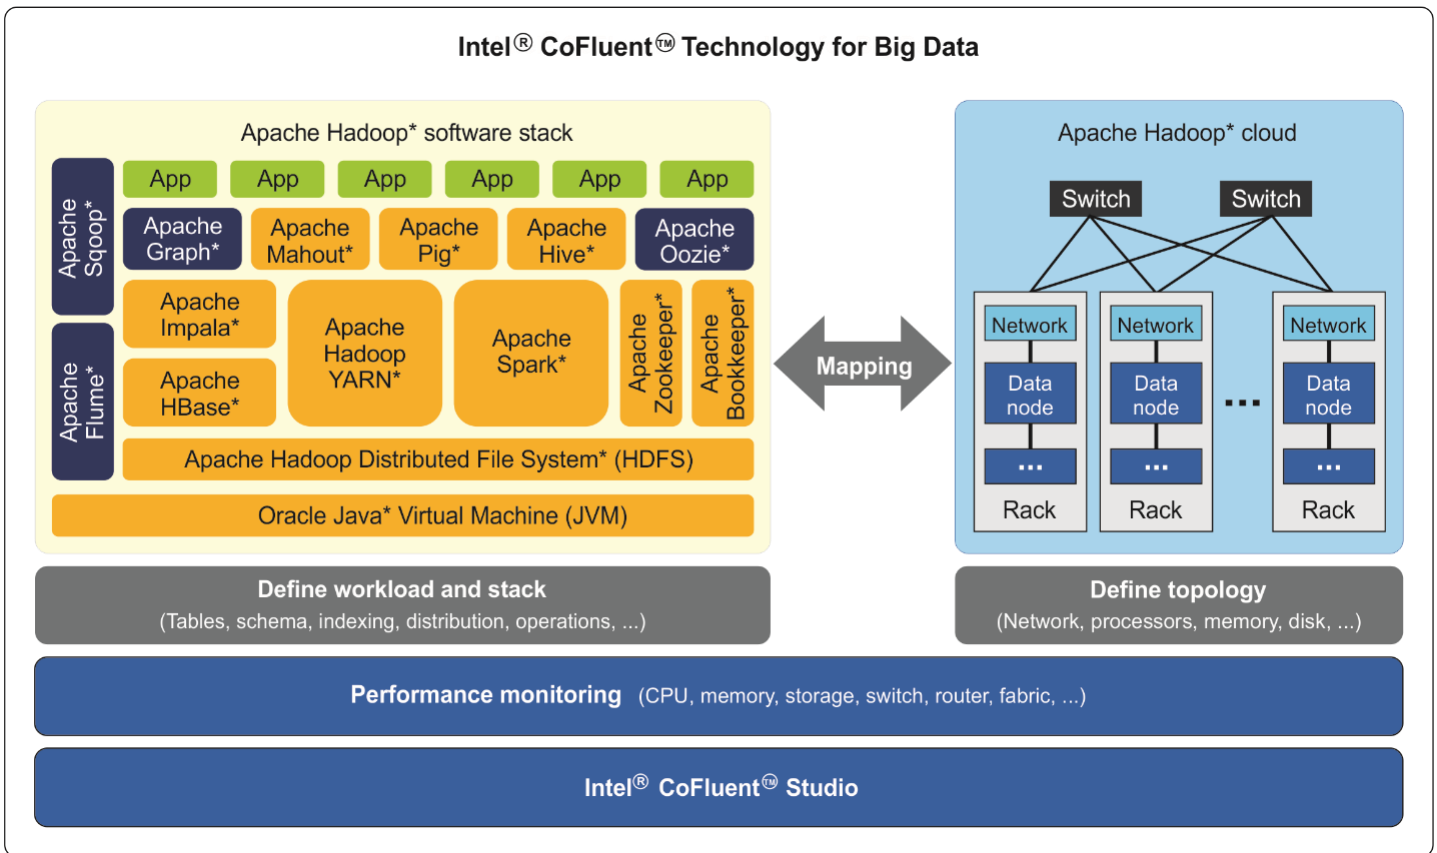 Intel® CoFluent™ Technology for Big Data
Apache Hadoop* software stack
Apache
Sqoop*
Apache
Flume*
App
App
App
App
App
App
Apache
Graph*
Apache
Mahout*
Apache
Pig*
Apache
Hive*
Apache
Oozie*
Apache
Impala*
Apache
HBase*
Apache
Hadoop
YARN*
Apache
Spark*
Apache
Zookeeper*
Apache
Bookkeeper*
Apache Hadoop Distributed File System* (HDFS)
Oracle Java* Virtual Machine (JVM)
Mapping
Apache Hadoop* cloud
Switch
Switch
Network
Data
node
...
Rack
Network
Data
node
...
Rack
...
Network
Data
node
...
Rack
Define workload and stack
(Tables, schema, indexing, distribution, operations, ...)
Define topology
(Network, processors, memory, disk, ...)
Performance monitoring (CPU, memory, storage, switch, router, fabric, ...)
Intel® CoFluent™ Studio